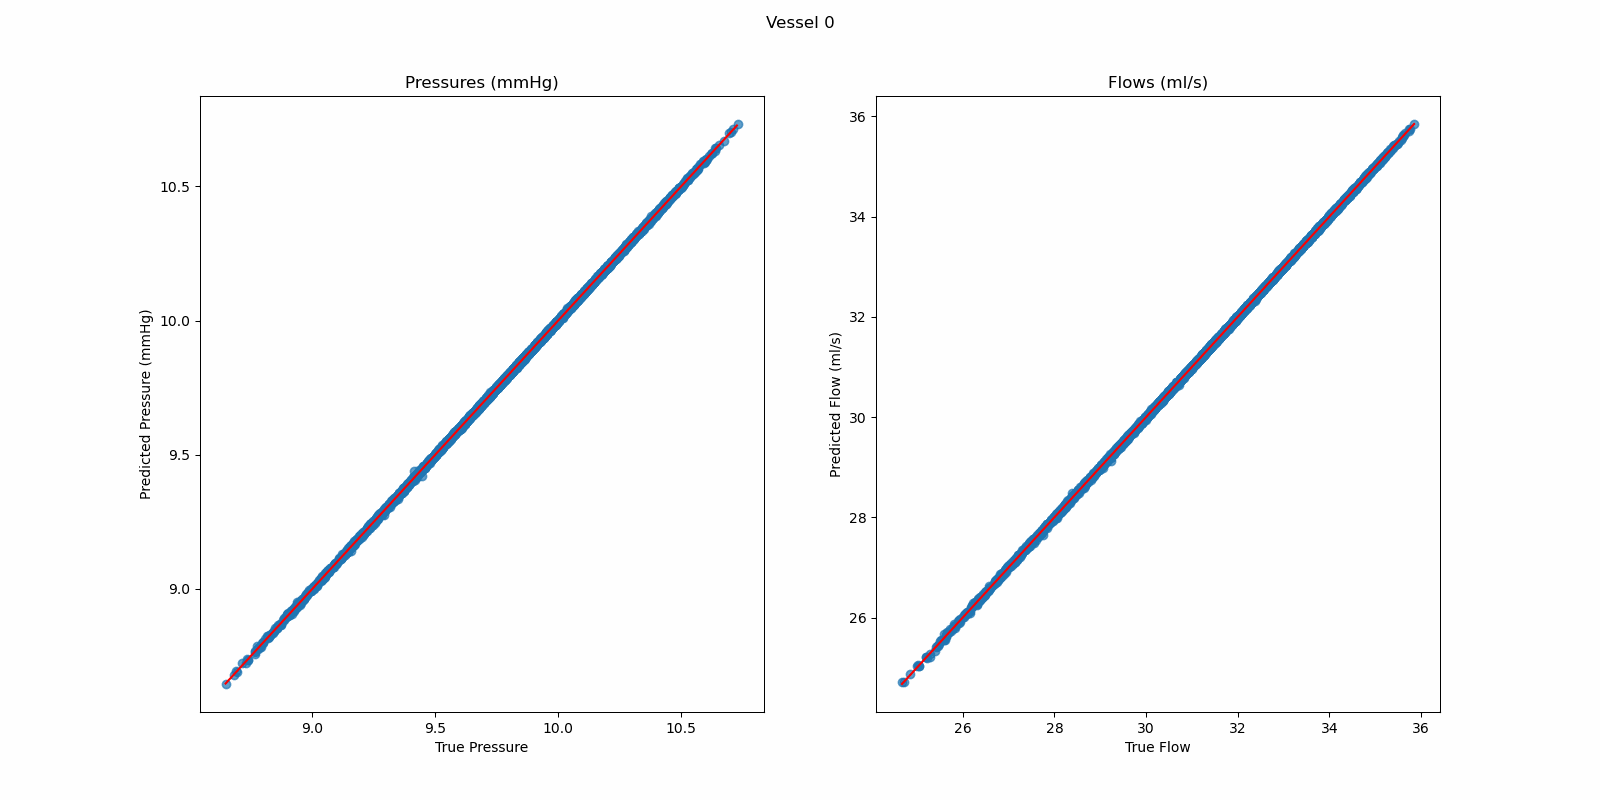 Vessel 0
Pressures (mmHg)
Predicted Pressure (mmHg)
10.5
10.0
9.5
9.0
9.0 9.5 10.0 10.5
True Pressure
Flows (ml/s)
Predicted Flow (ml/s)
36
34
32
30
28
26
26 28 30 32 34 36
True Flow